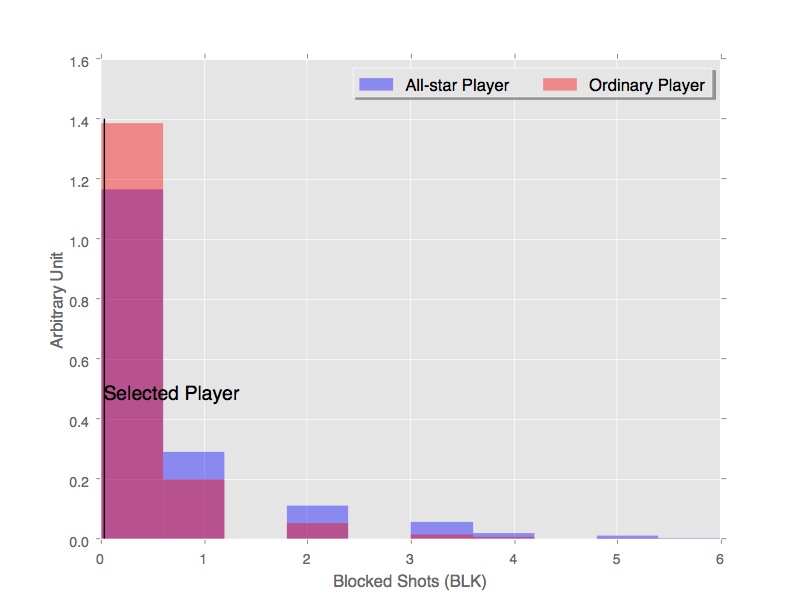 1.6
1.4
1.2
1.0
0.8
0.6
0.4
0.2
0.0
Arbitrary Unit
All-star Player Ordinary Player
Selected Player
0 1 2 3 4 5 6
Blocked Shots (BLK)